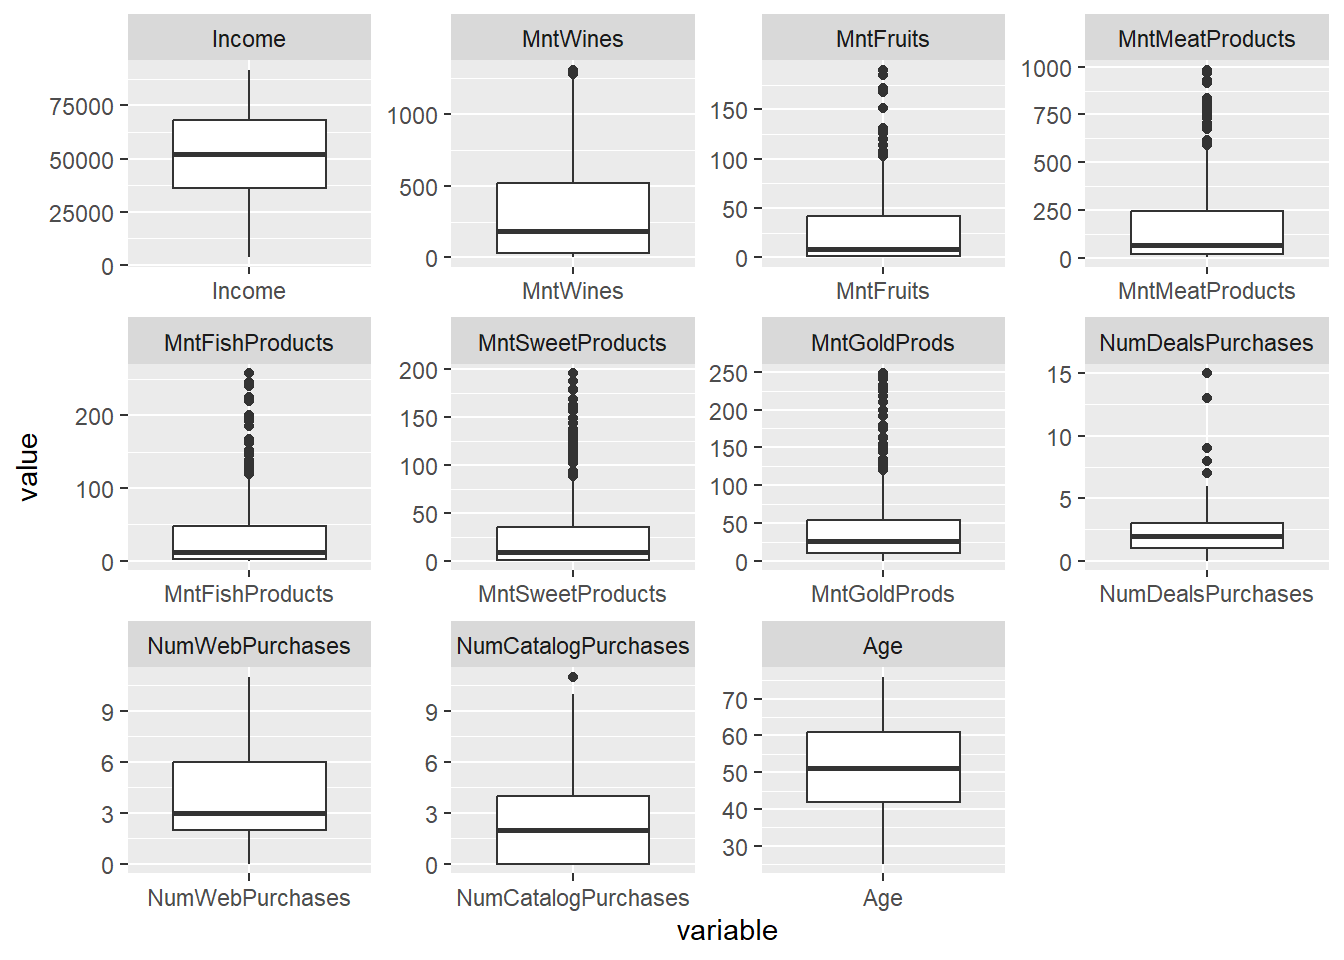 Income
MntWines
MntFruits
MntMeatProducts
75000
50000
25000
0
1000
500
0
150
100
50
0
1000
750
500
250
0
Income
MntWines
MntFruits
MntMeatProducts
MntFishProducts
MntSweetProducts
MntGoldProds
NumDealsPurchases
value
200
100
0
200
150
100
50
0
250
200
150
100
50
0
15
10
5
0
MntFishProducts
MntSweetProducts
MntGoldProds
NumDealsPurchases
NumWebPurchases
NumCatalogPurchases
Age
9
6
3
0
9
6
3
0
70
60
50
40
30
NumWebPurchases
NumCatalogPurchases
Age
variable